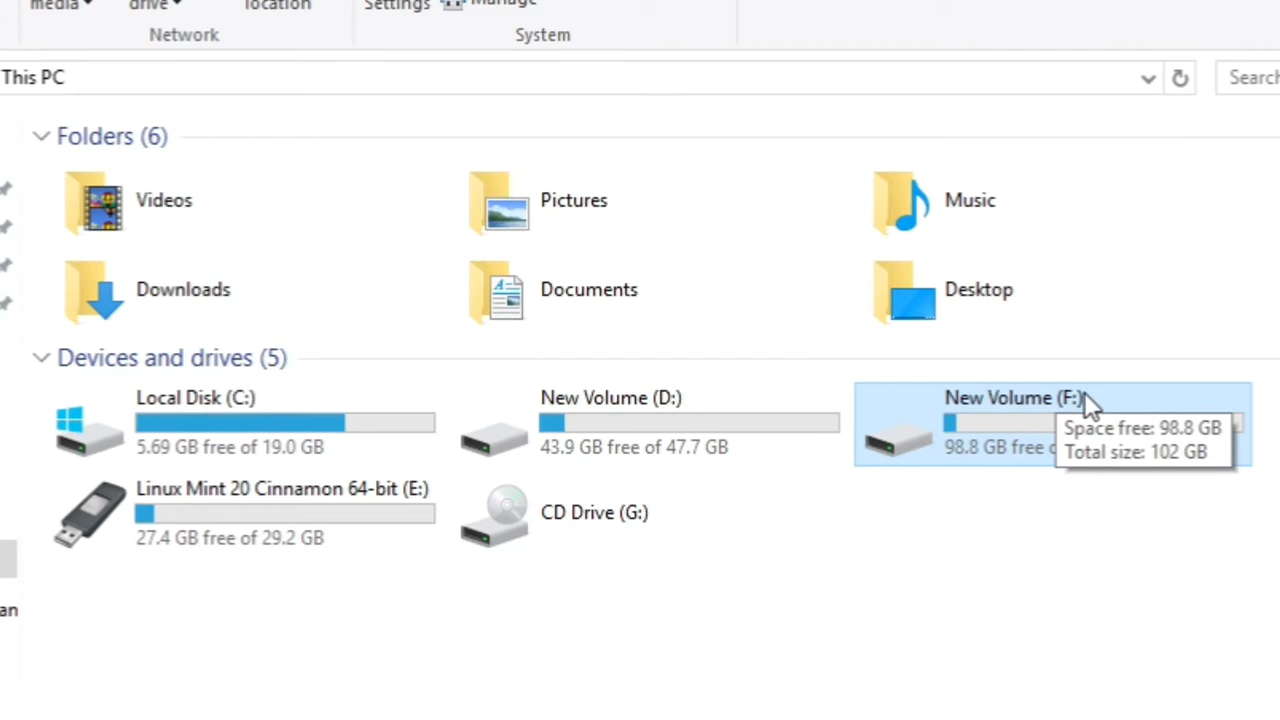 media drive location Settings Manage
Network System
This PC Search
Folders (6)
Videos Pictures Music
Downloads Documents Desktop
Devices and drives (5)
Local Disk (C:) New Volume (D:) New Volume (F:)
5.69 GB free of 19.0 GB 43.9 GB free of 47.7 GB 98.8 GB free
Space free: 98.8 GB
Total size: 102 GB
Linux Mint 20 Cinnamon 64-bit (E:)
27.4 GB free of 29.2 GB
CD Drive (G:)
an